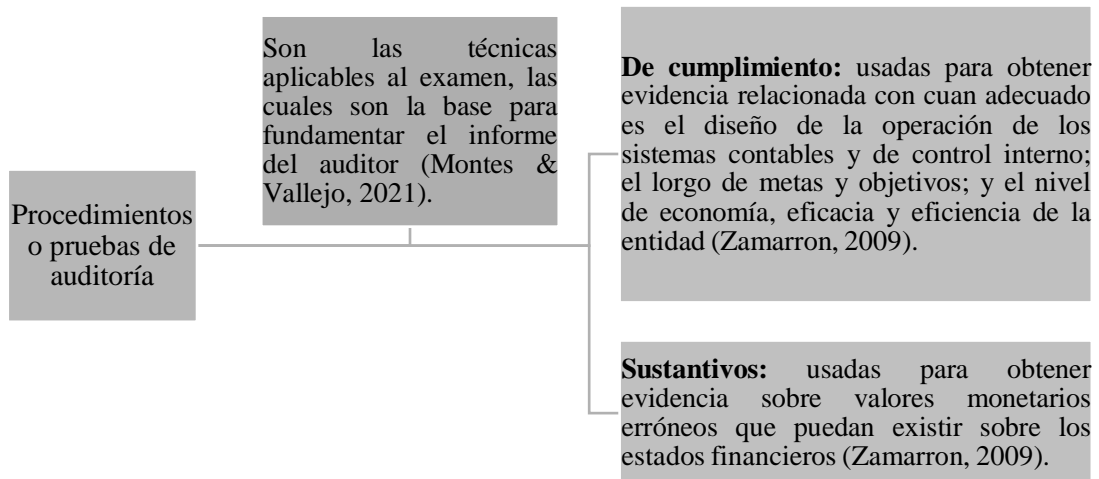 Procedimientos
o pruebas de
auditoría
Son las técnicas
aplicables al examen, las
cuales son la base para
fundamentar el informe
del auditor (Montes &
Vallejo, 2021).
De cumplimiento: usadas para obtener
evidencia relacionada con cuan adecuado
es el diseño de la operación de los
sistemas contables y de control interno;
el lorgo de metas y objetivos; y el nivel
de economía, eficacia y eficiencia de la
entidad (Zamarron, 2009).
Sustantivos: usadas para obtener
evidencia sobre valores monetarios
erróneos que puedan existir sobre los
estados financieros (Zamarron, 2009).